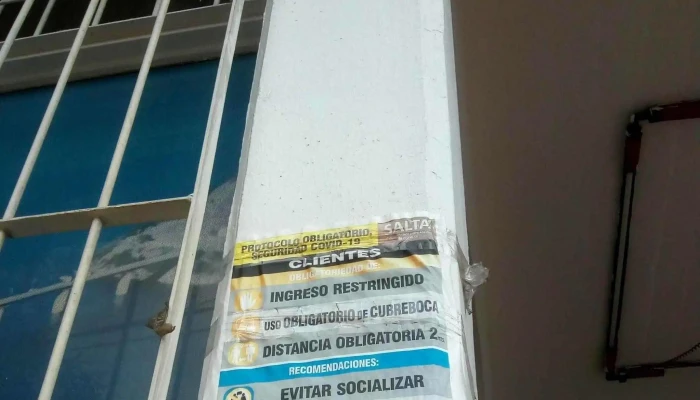 PROTOCOLO OBLIGATORIO,
SEGURIDAD COVID-19
SALTA
CLIENTES
INGRESO RESTRINGIDO
USO OBLIGATORIO DE CUBREBOCA
DISTANCIA OBLIGATORIA 2
RECOMENDACIONES:
EVITAR SOCIALIZAR